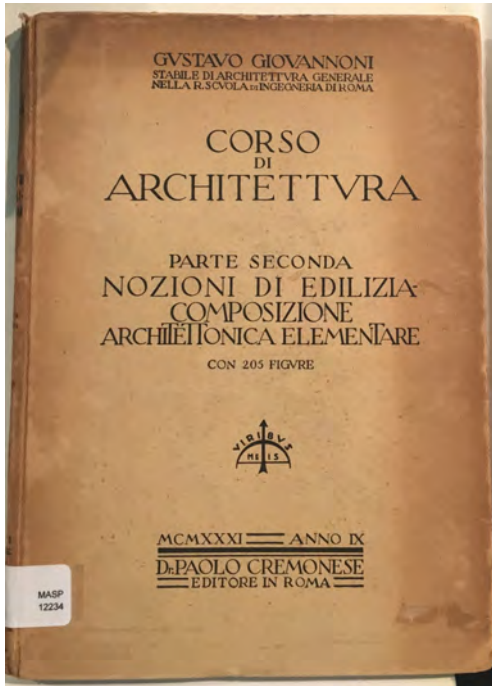 GVSTAVO GIOVANNONI
STABILE DI ARCHITETTVRA GENERALE
NELLA R. SCVOLA DI INGEGNERIA DI ROMA
CORSO
DI
ARCHITETTVRA
PARTE SECONDA
NOZIONI DI EDILIZIA-
COMPOSIZIONE
ARCHITETTONICA ELEMENTARE
CON 205 FIGVRE
VIRIBVS
MEIS
MCMXXXI ANNO IX
Dr. PAOLO CREMONESE
EDITORE IN ROMA
MASP
12234